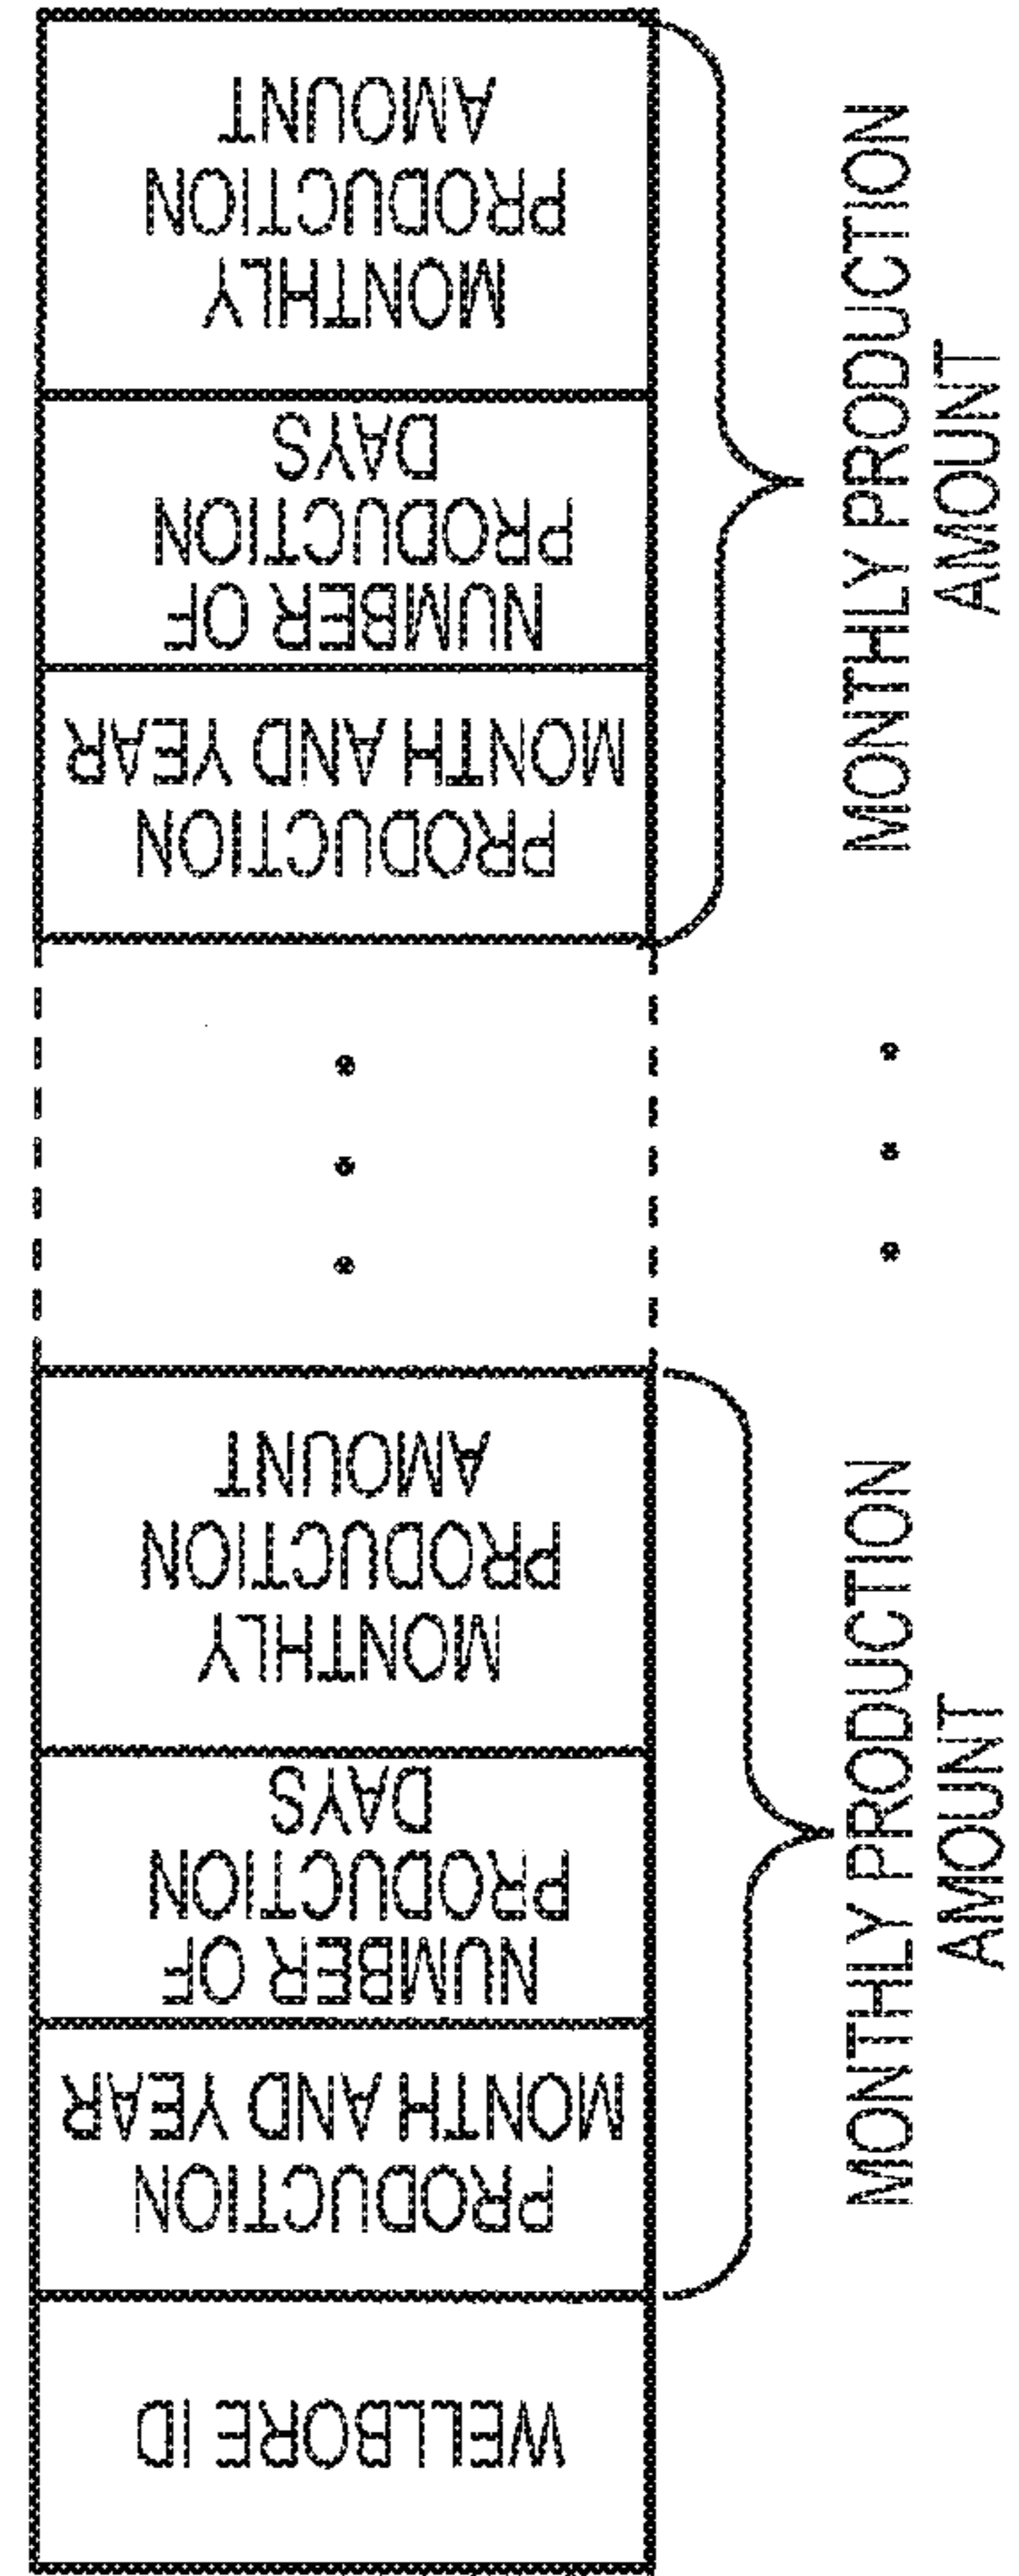 WELLBORE ID
PRODUCTION
MONTH AND YEAR
NUMBER OF
PRODUCTION
DAYS
MONTHLY
PRODUCTION
AMOUNT
PRODUCTION
MONTH AND YEAR
NUMBER OF
PRODUCTION
DAYS
MONTHLY
PRODUCTION
AMOUNT
MONTHLY PRODUCTION
AMOUNT
MONTHLY PRODUCTION
AMOUNT